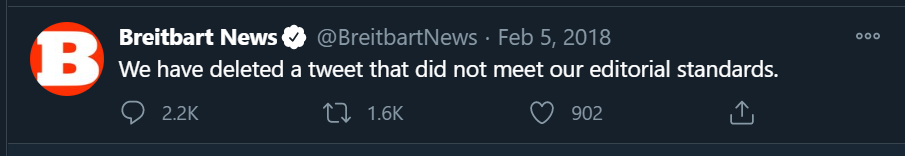 B
Breitbart News @BreitbartNews · Feb 5, 2018
We have deleted a tweet that did not meet our editorial standards.
2.2K 1.6K 902